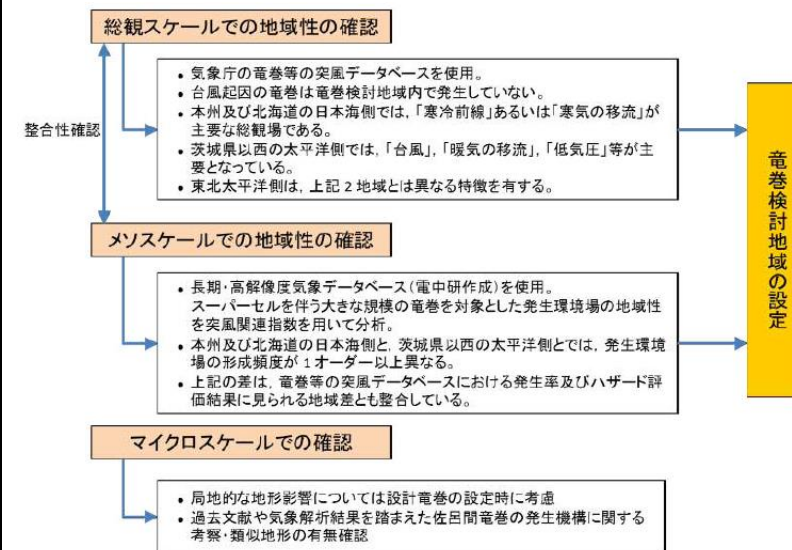 総観スケールでの地域性の確認
• 気象庁の竜巻等の突風データベースを使用。
• 台風起因の竜巻は竜巻検討地域内で発生していない。
• 本州及び北海道の日本海側では，「寒冷前線」あるいは「寒気の移流」が
主要な総観場である。
• 茨城県以西の太平洋側では，「台風」，「暖気の移流」，「低気圧」等が主
要となっている。
• 東北太平洋側は，上記２地域とは異なる特徴を有する。
整合性確認
メソスケールでの地域性の確認
• 長期・高解像度気象データベース（電中研作成）を使用。
スーパーセルを伴う大きな規模の竜巻を対象とした発生環境場の地域性
を突風関連指数を用いて分析。
• 本州及び北海道の日本海側と，茨城県以西の太平洋側とでは，発生環境
場の形成頻度が１オーダー以上異なる。
• 上記の差は，竜巻等の突風データベースにおける発生率及びハザード評
価結果に見られる地域差とも整合している。
マイクロスケールでの確認
• 局地的な地形影響については設計竜巻の設定時に考慮
• 過去文献や気象解析結果を踏まえた佐呂間竜巻の発生機構に関する
考察・類似地形の有無確認
竜巻検討地域の設定